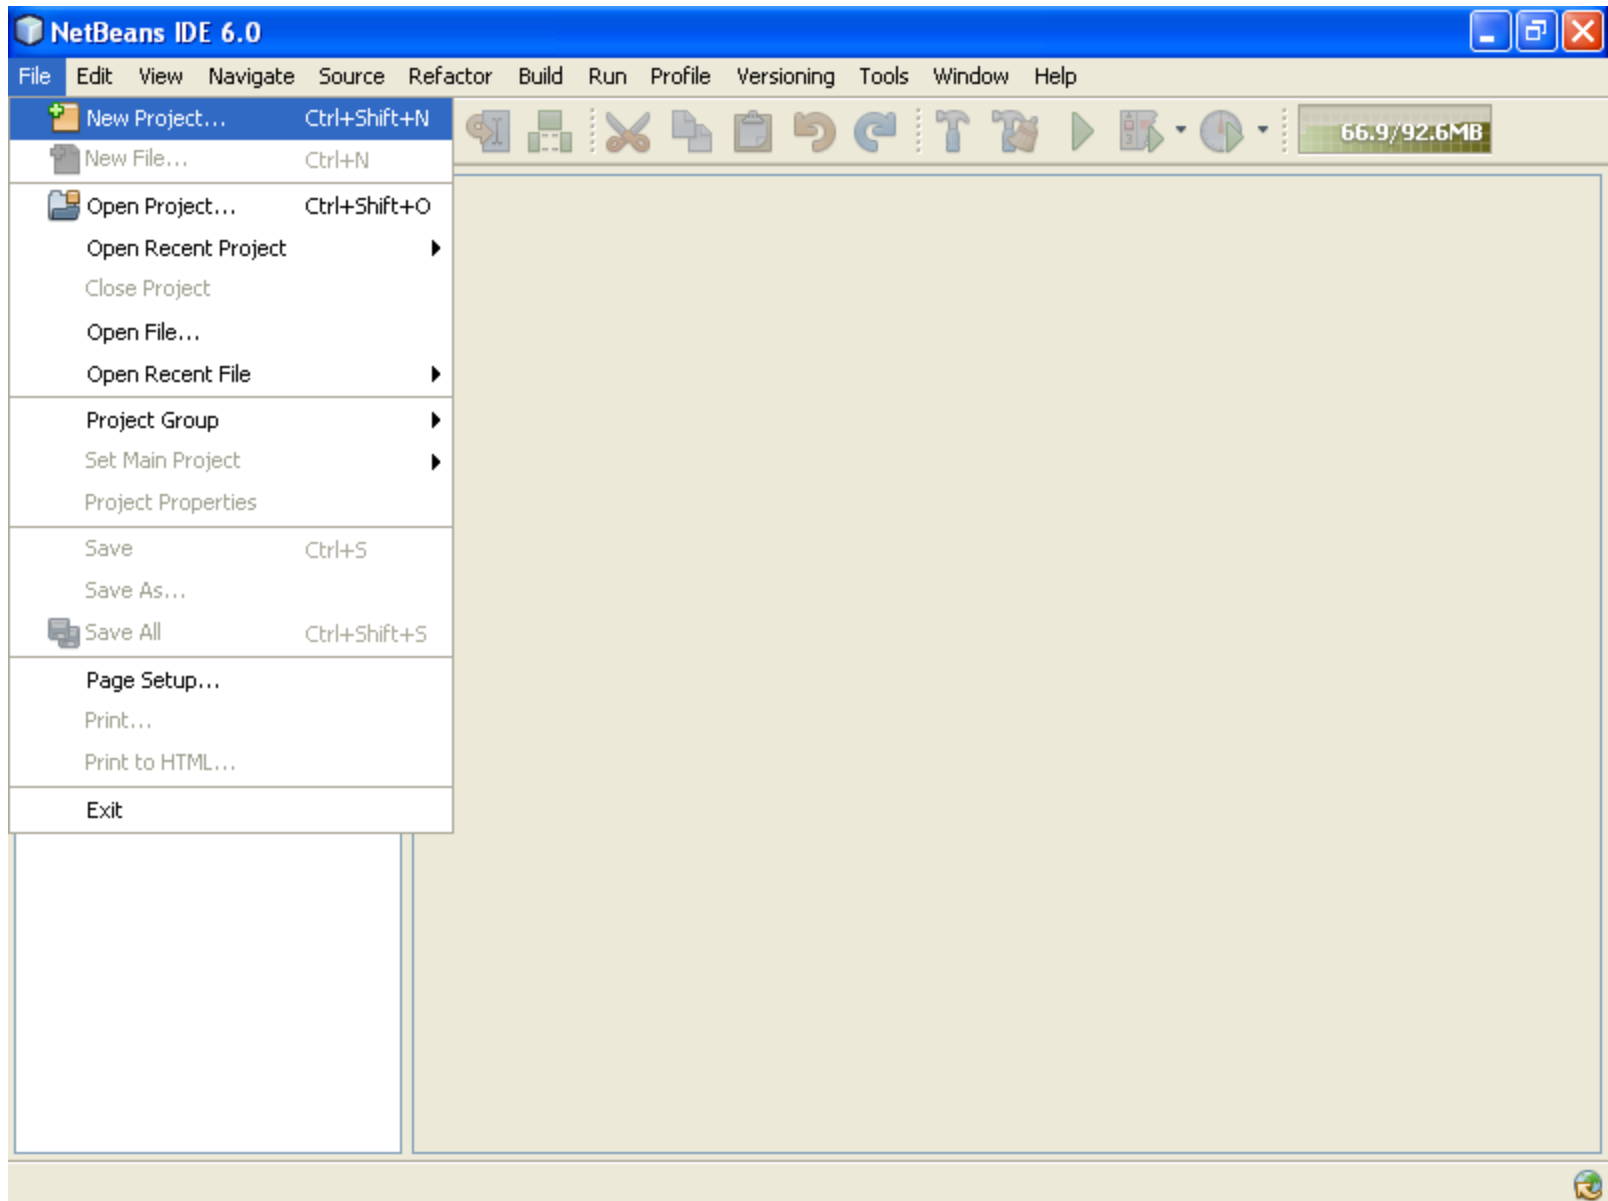 NetBeans IDE 6.0
File Edit View Navigate Source Refactor Build Run Profile Versioning Tools Window Help
New Project... Ctrl+Shift+N
66.9/92.6MB
New File... Ctrl+N
Open Project... Ctrl+Shift+O
Open Recent Project
Close Project
Open File...
Open Recent File
Project Group
Set Main Project
Project Properties
Save Ctrl+S
Save As...
Save All Ctrl+Shift+S
Page Setup...
Print...
Print to HTML...
Exit